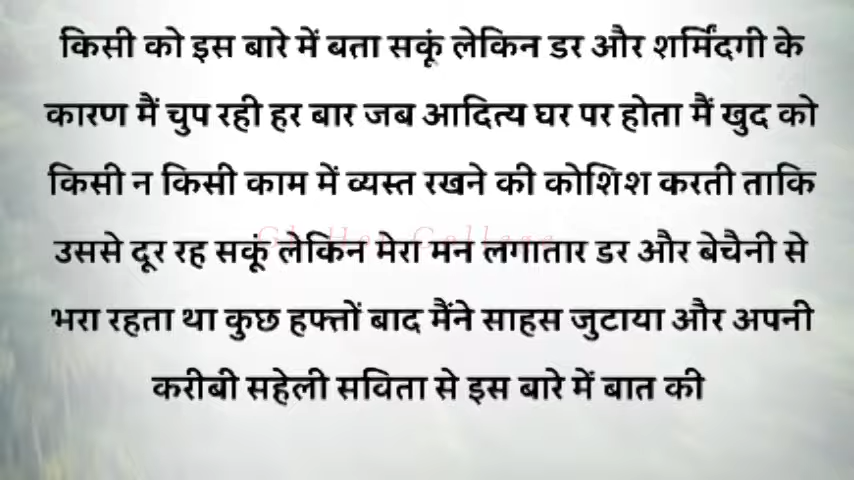 किसी को इस बारे में बता सकूं लेकिन डर और शर्मिंदगी के
कारण मैं चुप रही हर बार जब आदित्य घर पर होता मैं खुद को
किसी न किसी काम में व्यस्त रखने की कोशिश करती ताकि
उससे दूर रह सकूं लेकिन मेरा मन लगातार डर और बेचैनी से
भरा रहता था कुछ हफ्तों बाद मैंने साहस जुटाया और अपनी
करीबी सहेली सविता से इस बारे में बात की